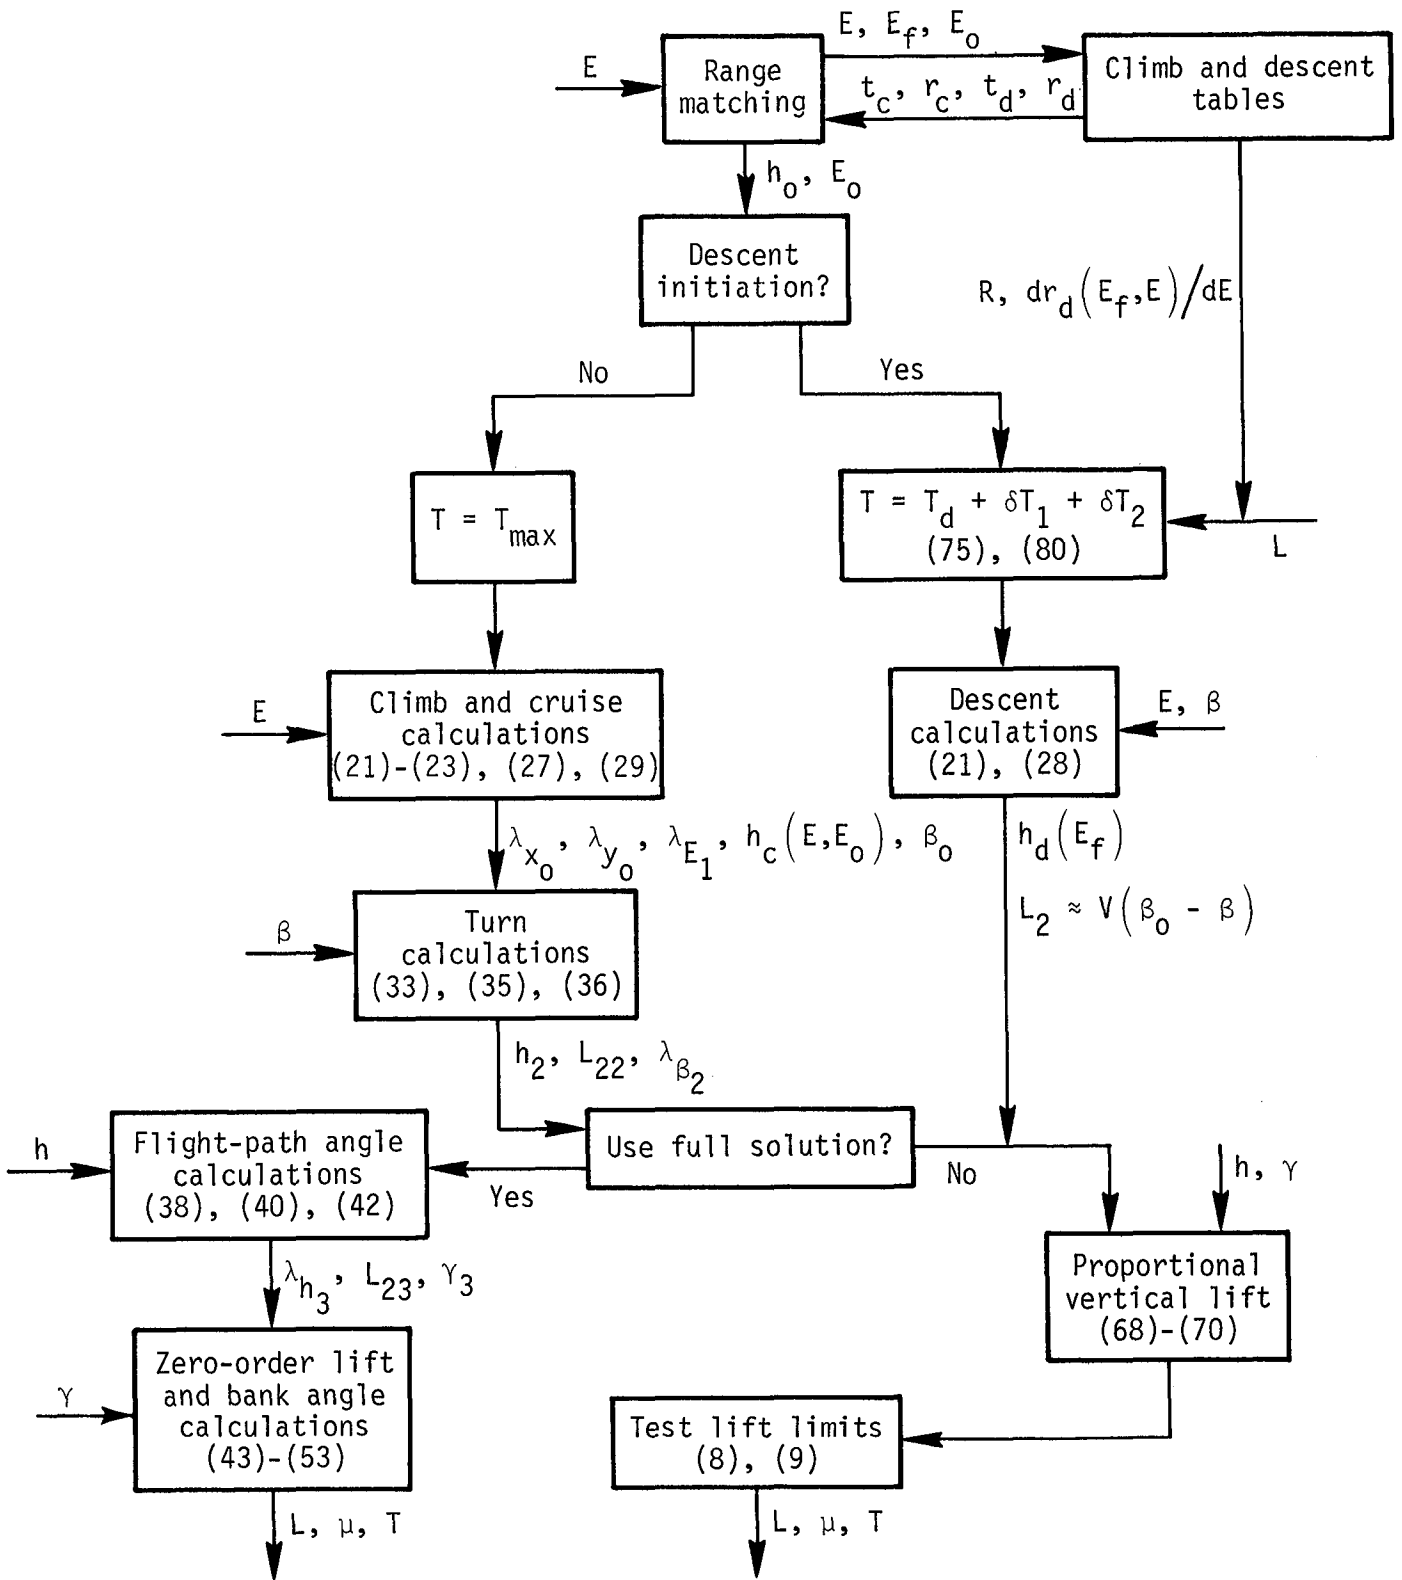 E, E_f, E_o
E
Range
matching
t_c, r_c, t_d, r_d
Climb and descent
tables
h_o, E_o
Descent
initiation?
R, dr_d(E_f,E)/dE
No
Yes
T = T_max
T = T_d + δT_1 + δT_2
(75), (80)
L
E
Climb and cruise
calculations
(21)-(23), (27), (29)
Descent
calculations
(21), (28)
E, β
λ_x_o, λ_y_o, λ_E_1, h_c(E,E_o), β_o
h_d(E_f)
L_2 ≈ V(β_o - β)
β
Turn
calculations
(33), (35), (36)
h_2, L_22, λ_β_2
h
Flight-path angle
calculations
(38), (40), (42)
Use full solution?
Yes
No
h, γ
λ_h_3, L_23, γ_3
Proportional
vertical lift
(68)-(70)
γ
Zero-order lift
and bank angle
calculations
(43)-(53)
Test lift limits
(8), (9)
L, μ, T
L, μ, T